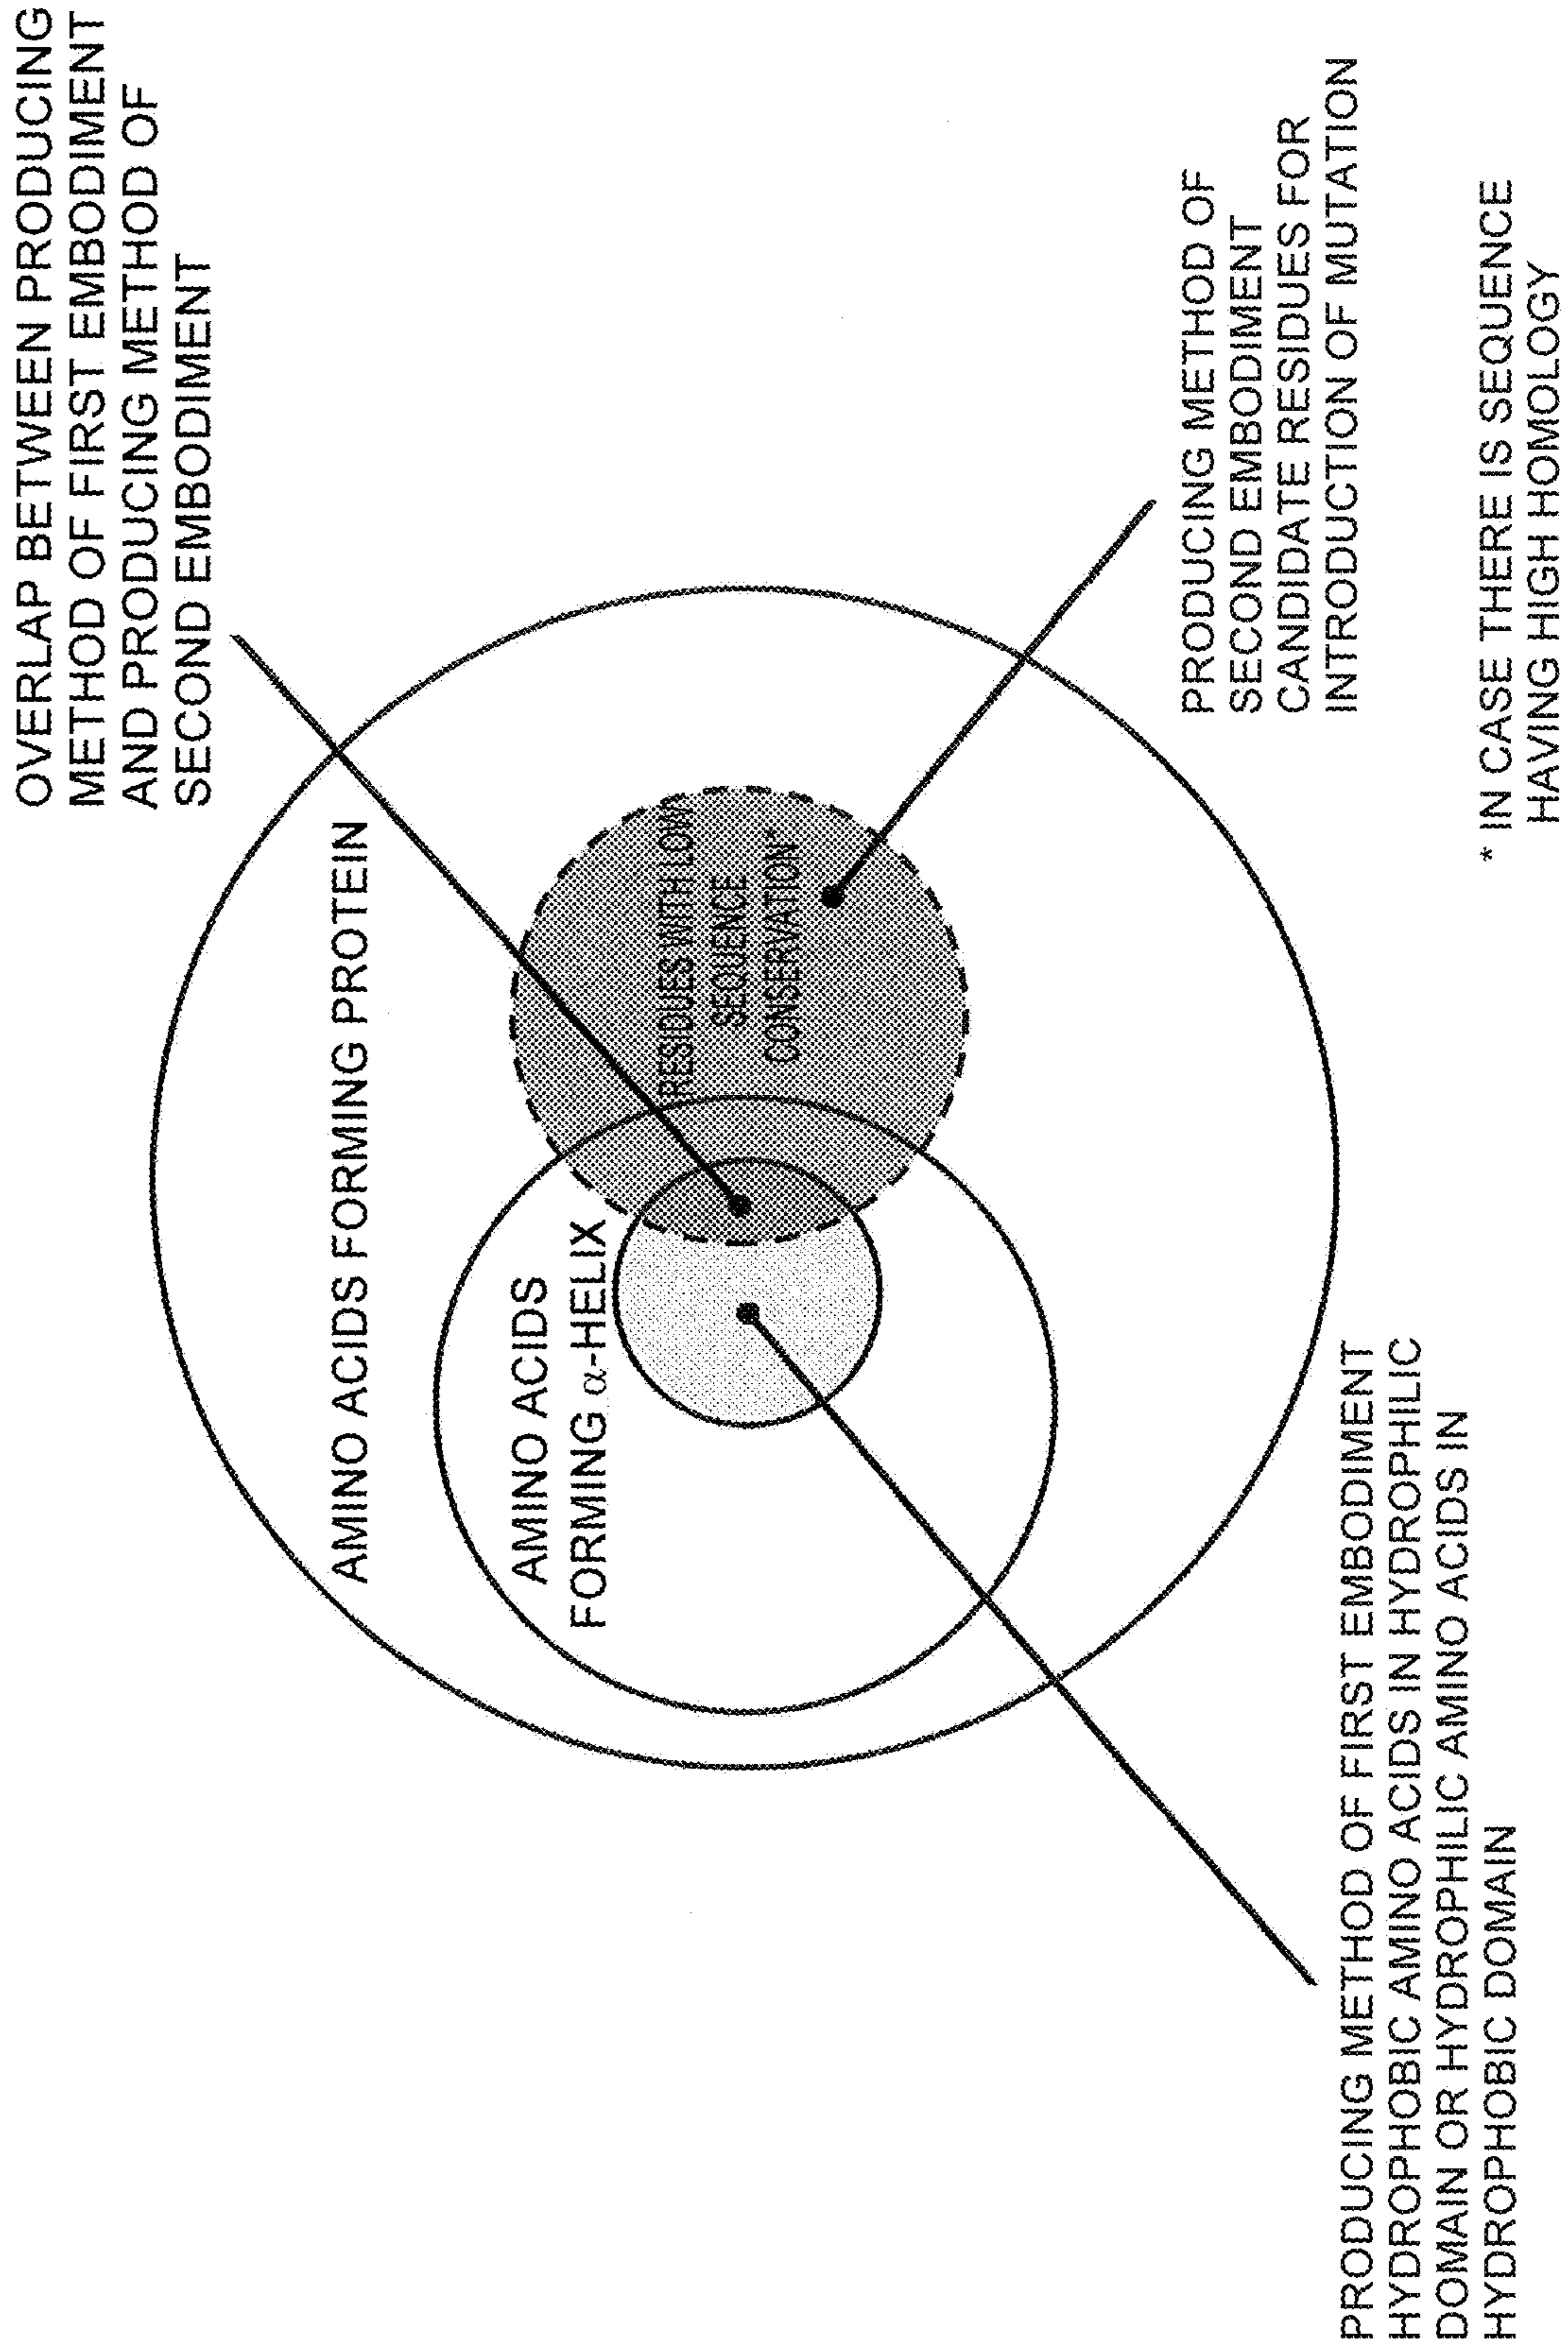 OVERLAP BETWEEN PRODUCING
METHOD OF FIRST EMBODIMENT
AND PRODUCING METHOD OF
SECOND EMBODIMENT
AMINO ACIDS FORMING PROTEIN
AMINO ACIDS
FORMING α-HELIX
RESIDUES WITH LOW
SEQUENCE
CONSERVATION*
PRODUCING METHOD OF
SECOND EMBODIMENT
CANDIDATE RESIDUES FOR
INTRODUCTION OF MUTATION
PRODUCING METHOD OF FIRST EMBODIMENT
HYDROPHOBIC AMINO ACIDS IN HYDROPHILIC
DOMAIN OR HYDROPHILIC AMINO ACIDS IN
HYDROPHOBIC DOMAIN
* IN CASE THERE IS SEQUENCE
HAVING HIGH HOMOLOGY